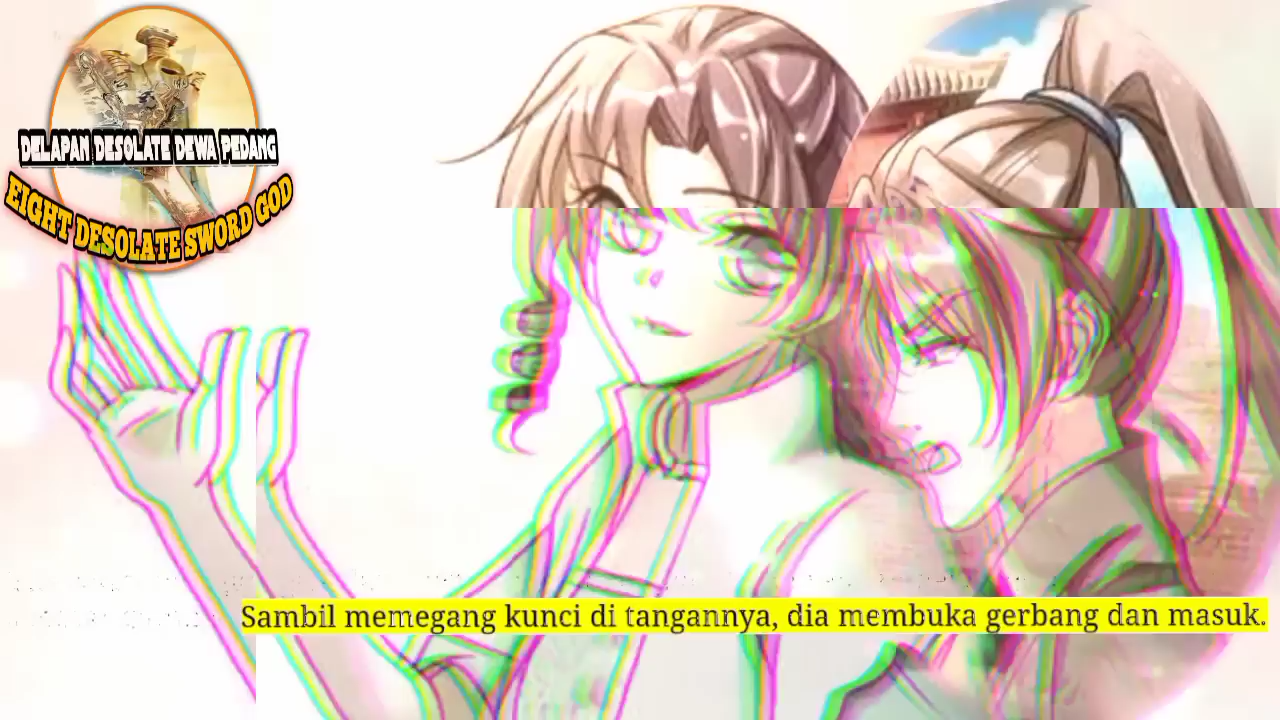 DELAPAN DESOLATE DEWA PEDANG
EIGHT DESOLATE SWORD GOD
Sambil memegang kunci di tangannya, dia membuka gerbang dan masuk.